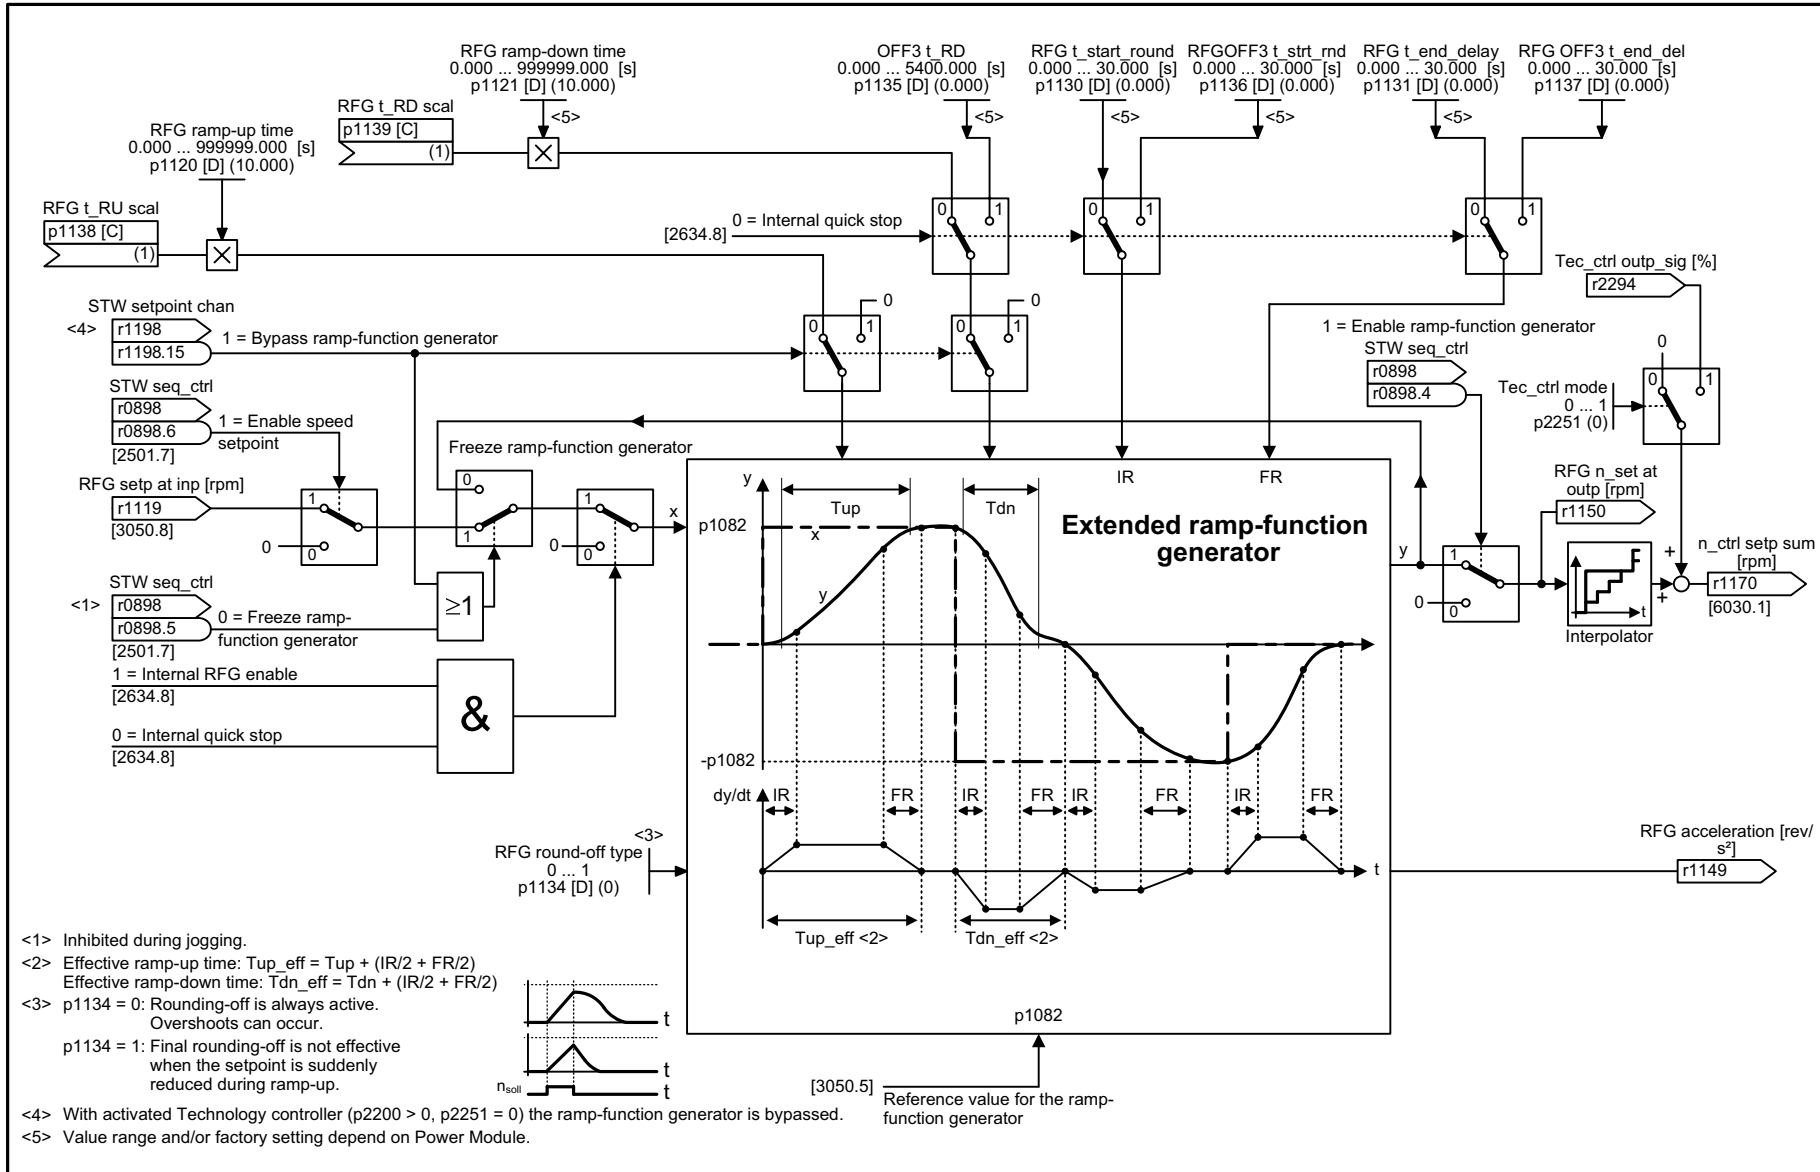 RFG ramp-down time
0.000 ... 999999.000 [s]
p1121 [D] (10.000)
<5>
OFF3 t_RD
0.000 ... 5400.000 [s]
p1135 [D] (0.000)
<5>
RFG t_start_round
0.000 ... 30.000 [s]
p1130 [D] (0.000)
<5>
RFGOFF3 t_strt_rnd
0.000 ... 30.000 [s]
p1136 [D] (0.000)
<5>
RFG t_end_delay
0.000 ... 30.000 [s]
p1131 [D] (0.000)
<5>
RFG OFF3 t_end_del
0.000 ... 30.000 [s]
p1137 [D] (0.000)
RFG t_RD scal
p1139 [C]
(1)
RFG ramp-up time
0.000 ... 999999.000 [s]
p1120 [D] (10.000)
RFG t_RU scal
p1138 [C]
(1)
0 = Internal quick stop
[2634.8]
0
1
0
1
0
1
Tec_ctrl outp_sig [%]
r2294
STW setpoint chan
<4>
r1198
r1198.15
1 = Bypass ramp-function generator
0
1
0
0
1
0
1 = Enable ramp-function generator
STW seq_ctrl
r0898
r0898.4
0
0
1
Tec_ctrl mode
0 ... 1
p2251 (0)
STW seq_ctrl
r0898
r0898.6
[2501.7]
1 = Enable speed
setpoint
Freeze ramp-function generator
RFG setp at inp [rpm]
r1119
[3050.8]
1
0
0
0
1
1
0
0
x
STW seq_ctrl
<1>
r0898
r0898.5
[2501.7]
0 = Freeze ramp-
function generator
≥1
1 = Internal RFG enable
[2634.8]
0 = Internal quick stop
[2634.8]
&
IR
FR
y
Tup
Tdn
p1082
x
y
Extended ramp-function
generator
-p1082
dy/dt
IR
FR
IR
FR
IR
FR
IR
FR
t
Tup_eff <2>
Tdn_eff <2>
p1082
y
1
0
0
RFG n_set at
outp [rpm]
r1150
t
Interpolator
+
+
n_ctrl setp sum
[rpm]
r1170
[6030.1]
<3>
RFG round-off type
0 ... 1
p1134 [D] (0)
RFG acceleration [rev/
s²]
r1149
<1> Inhibited during jogging.
<2> Effective ramp-up time: Tup_eff = Tup + (IR/2 + FR/2)
Effective ramp-down time: Tdn_eff = Tdn + (IR/2 + FR/2)
<3> p1134 = 0: Rounding-off is always active.
Overshoots can occur.
p1134 = 1: Final rounding-off is not effective
when the setpoint is suddenly
reduced during ramp-up.
t
t
n_soll
t
[3050.5]
Reference value for the ramp-
function generator
<4> With activated Technology controller (p2200 > 0, p2251 = 0) the ramp-function generator is bypassed.
<5> Value range and/or factory setting depend on Power Module.